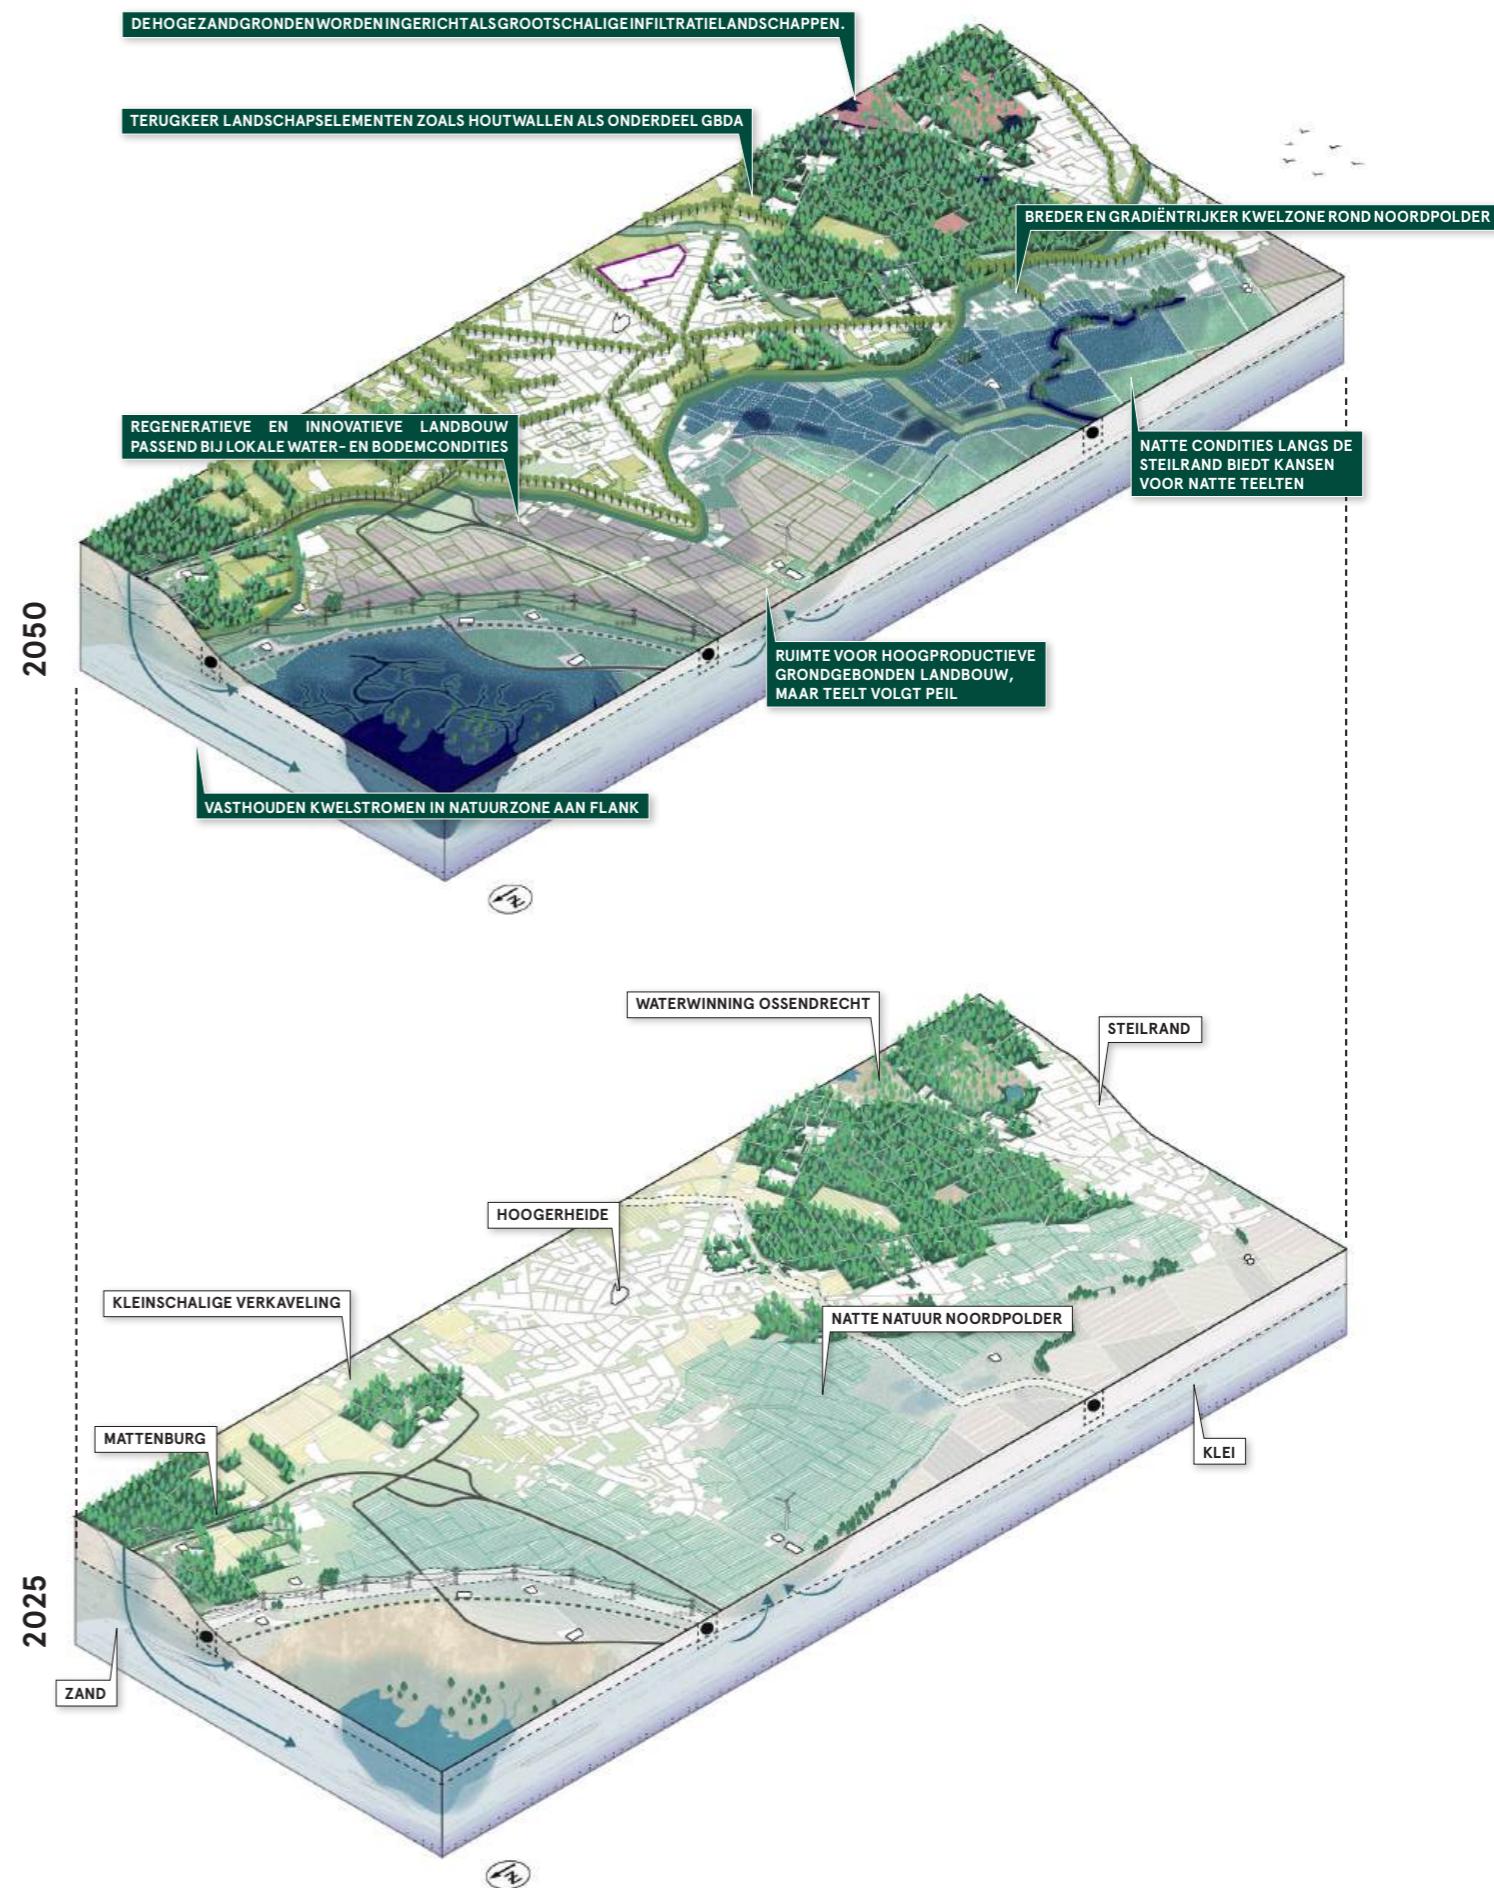 DE HOGE ZANDGRONDEN WORDEN INGERICHT ALS GROOTSCHALIGE INFILTRATIELANDSCHAPPEN.
TERUGKEER LANDSCHAPSELEMENTEN ZOALS HOUTWALLEN ALS ONDERDEEL GBDA
BREDER EN GRADIËNTRIJKER KWELZONE ROND NOORDPOLDER
REGENERATIEVE EN INNOVATIEVE LANDBOUW
PASSEND BIJ LOKALE WATER- EN BODEMCONDITIES
NATTE CONDITIES LANGS DE
STEILRAND BIEDT KANSEN
VOOR NATTE TEELTEN
2050
RUIMTE VOOR HOOGPRODUCTIEVE
GRONDGEBONDEN LANDBOUW,
MAAR TEELT VOLGT PEIL
VASTHOUDEN KWELSTROMEN IN NATUURZONE AAN FLANK
N
WATERWINNING OSSENDRECHT
STEILRAND
HOOGERHEIDE
KLEINSCHALIGE VERKAVELING
NATTE NATUUR NOORDPOLDER
MATTENBURG
KLEI
2025
ZAND
N